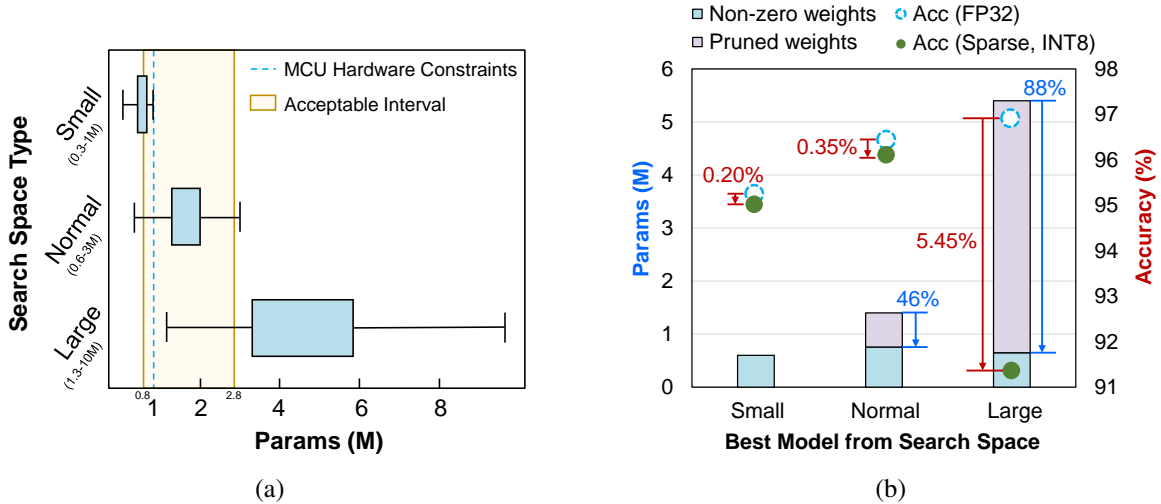 MCU Hardware Constraints
Acceptable Interval
Search Space Type
Small
(0.3-1M)
Normal
(0.6-3M)
Large
(1.3-10M)
0.8
1
2
2.8
4
6
8
Params (M)
(a)
Non-zero weights
Acc (FP32)
Pruned weights
Acc (Sparse, INT8)
Params (M)
6
5
4
3
2
1
0
98
97
96
95
94
93
92
91
Accuracy (%)
0.20%
0.35%
5.45%
46%
88%
Small
Normal
Large
Best Model from Search Space
(b)